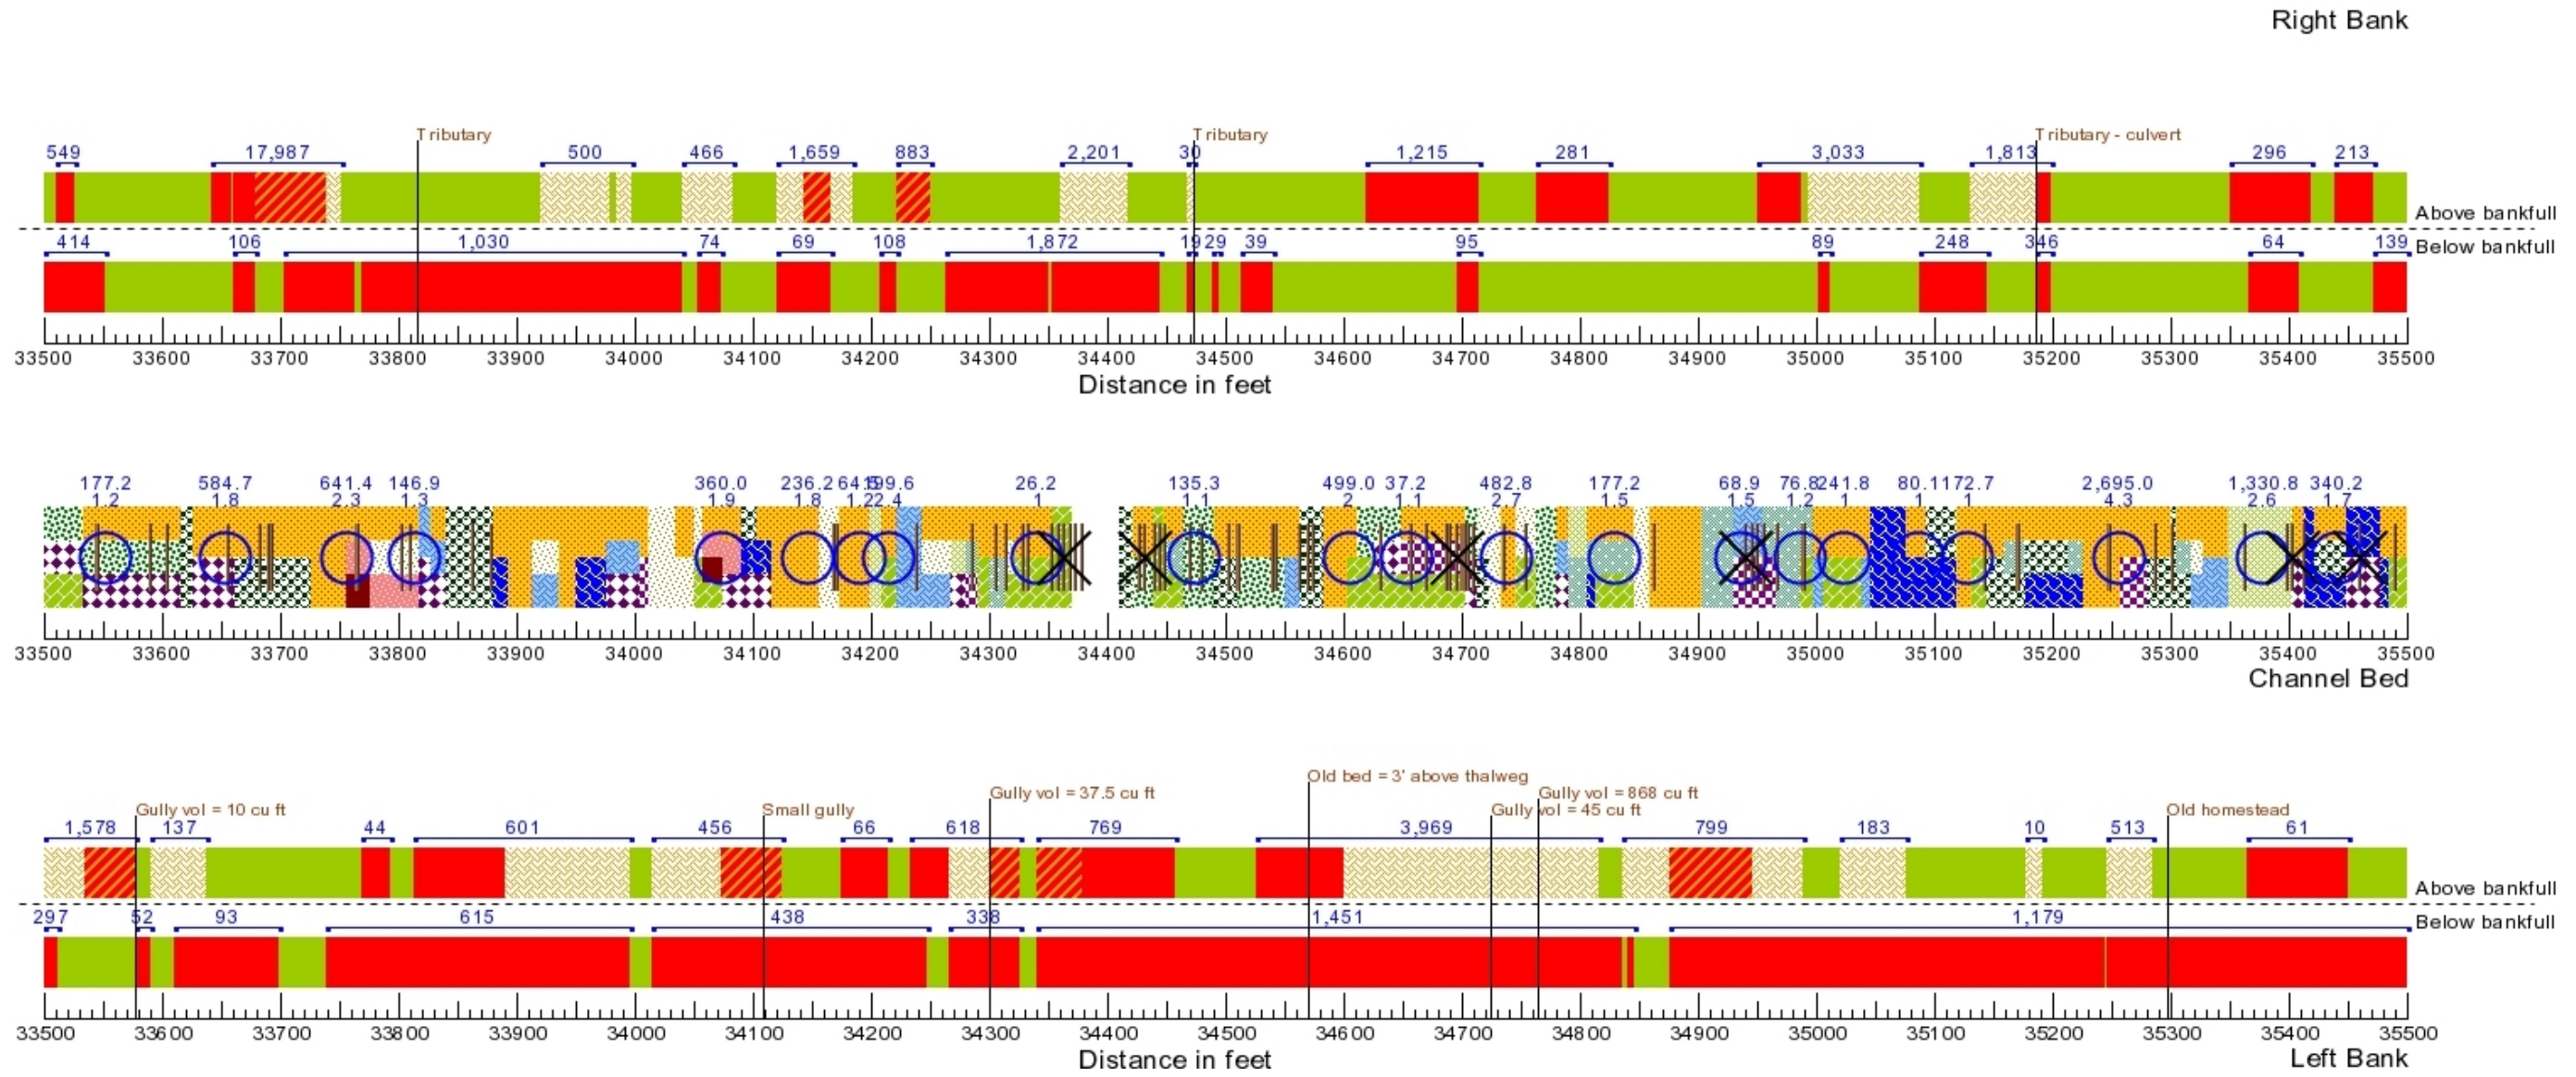 Right Bank
Tributary Tributary Tributary - culvert
549 17,987 500 466 1,659 883 2,201 30 1,215 281 3,033 1,813 296 213
Above bankfull
414 106 1,030 74 69 108 1,872 19 29 39 95 89 248 346 64 139 Below bankfull
33500 33600 33700 33800 33900 34000 34100 34200 34300 34400 34500 34600 34700 34800 34900 35000 35100 35200 35300 35400 35500
Distance in feet
177.2 584.7 641.4 146.9 360.0 236.2 26.2 135.3 499.0 37.2 482.8 177.2 68.9 76.8 241.8 80.1 172.7 2,695.0 1,330.8 340.2
1.2 1.8 2.3 1.3 1.9 1.8 1.2 2.4 1 1.1 2 1.1 2.7 1.5 1.5 1.2 1 1 1 4.3 2.6 1.7
33500 33600 33700 33800 33900 34000 34100 34200 34300 34400 34500 34600 34700 34800 34900 35000 35100 35200 35300 35400 35500
Channel Bed
Old bed = 3' above thalweg
Gully vol = 37.5 cu ft Gully vol = 868 cu ft
Gully vol = 10 cu ft Small gully Gully vol = 45 cu ft Old homestead
1,578 137 44 601 456 66 618 769 3,969 799 183 10 513 61
Above bankfull
297 52 93 615 438 338 1,451 1,179 Below bankfull
33500 33600 33700 33800 33900 34000 34100 34200 34300 34400 34500 34600 34700 34800 34900 35000 35100 35200 35300 35400 35500
Distance in feet
Left Bank